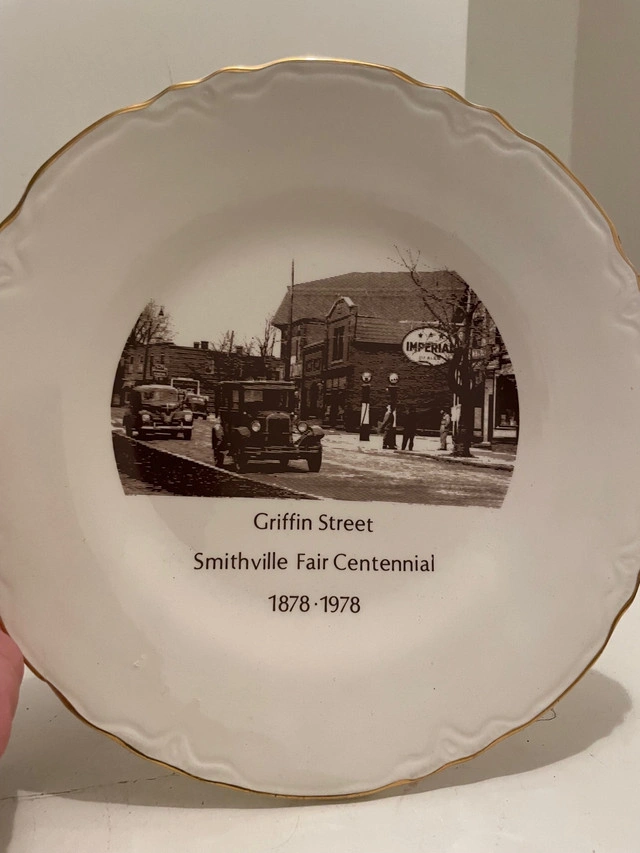 IMPERIAL
Griffin Street
Smithville Fair Centennial
1878·1978